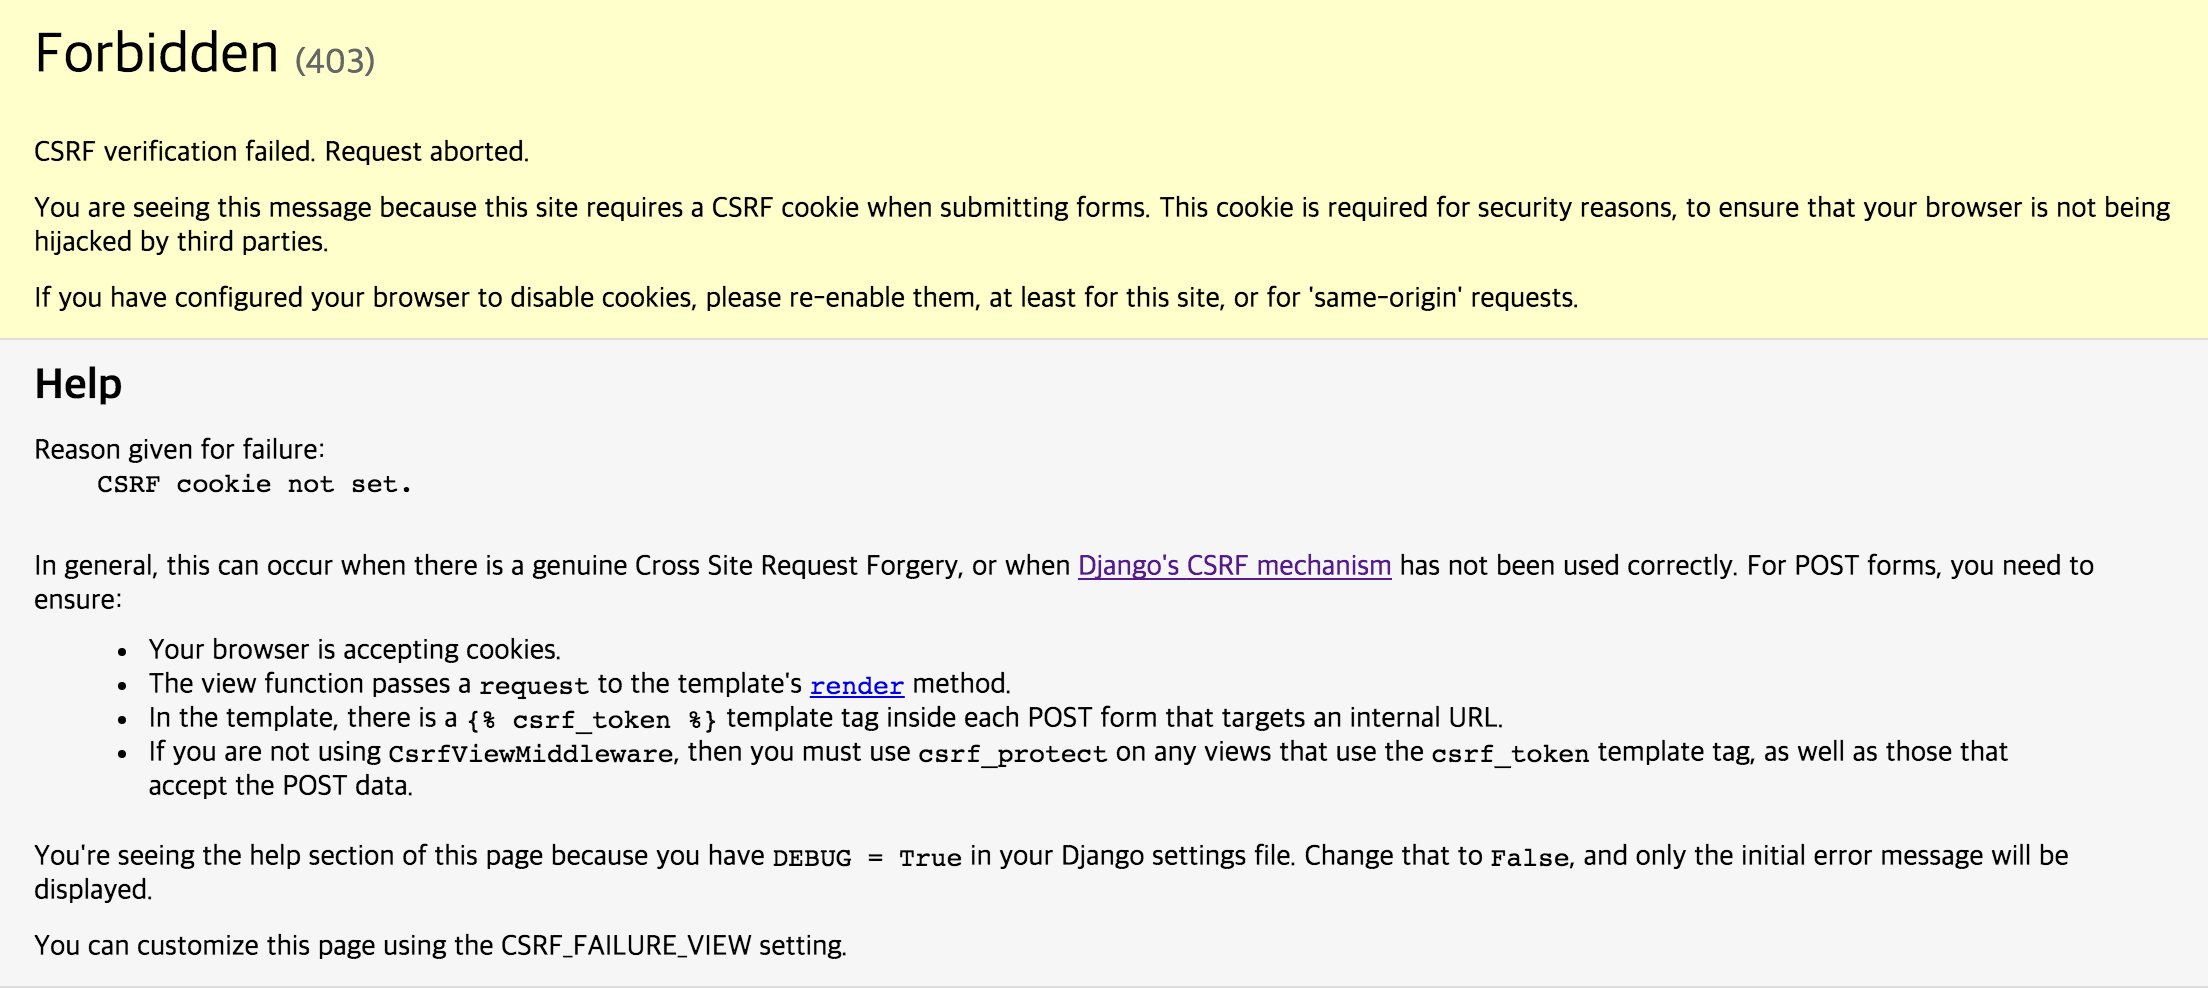 Forbidden (403)
CSRF verification failed. Request aborted.
You are seeing this message because this site requires a CSRF cookie when submitting forms. This cookie is required for security reasons, to ensure that your browser is not being
hijacked by third parties.
If you have configured your browser to disable cookies, please re-enable them, at least for this site, or for 'same-origin' requests.
Help
Reason given for failure:
CSRF cookie not set.
In general, this can occur when there is a genuine Cross Site Request Forgery, or when Django's CSRF mechanism has not been used correctly. For POST forms, you need to
ensure:
• Your browser is accepting cookies.
• The view function passes a request to the template's render method.
• In the template, there is a {% csrf_token %} template tag inside each POST form that targets an internal URL.
• If you are not using CsrfViewMiddleware, then you must use csrf_protect on any views that use the csrf_token template tag, as well as those that
accept the POST data.
You're seeing the help section of this page because you have DEBUG = True in your Django settings file. Change that to False, and only the initial error message will be
displayed.
You can customize this page using the CSRF_FAILURE_VIEW setting.